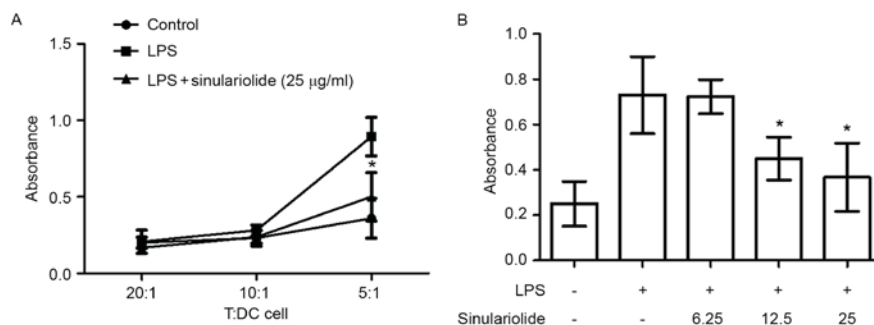 A
Control
LPS
LPS + sinulariolide (25 μg/ml)
1.5
1.0
0.5
0.0
Absorbance
*
20:1 10:1 5:1
T:DC cell
B
1.0
0.8
0.6
0.4
0.2
0.0
Absorbance
* *
LPS - + + + +
Sinulariolide - 6.25 12.5 25